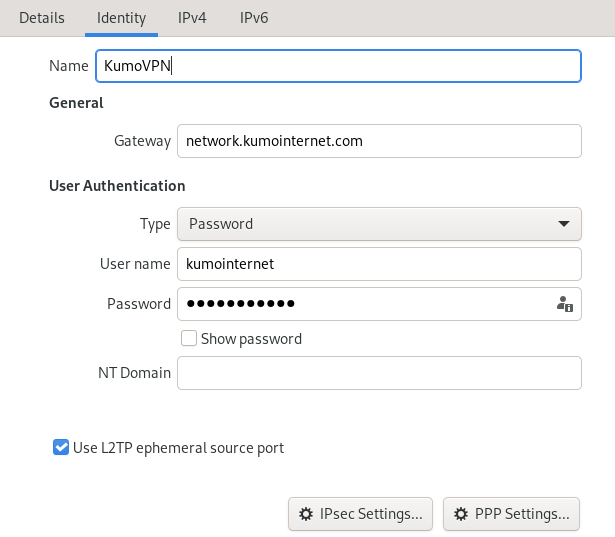 Details Identity IPv4 IPv6
Name KumoVPN
General
Gateway network.kumointernet.com
User Authentication
Type Password
User name kumointernet
Password ●●●●●●●●●●●
Show password
NT Domain
Use L2TP ephemeral source port
IPsec Settings... PPP Settings...